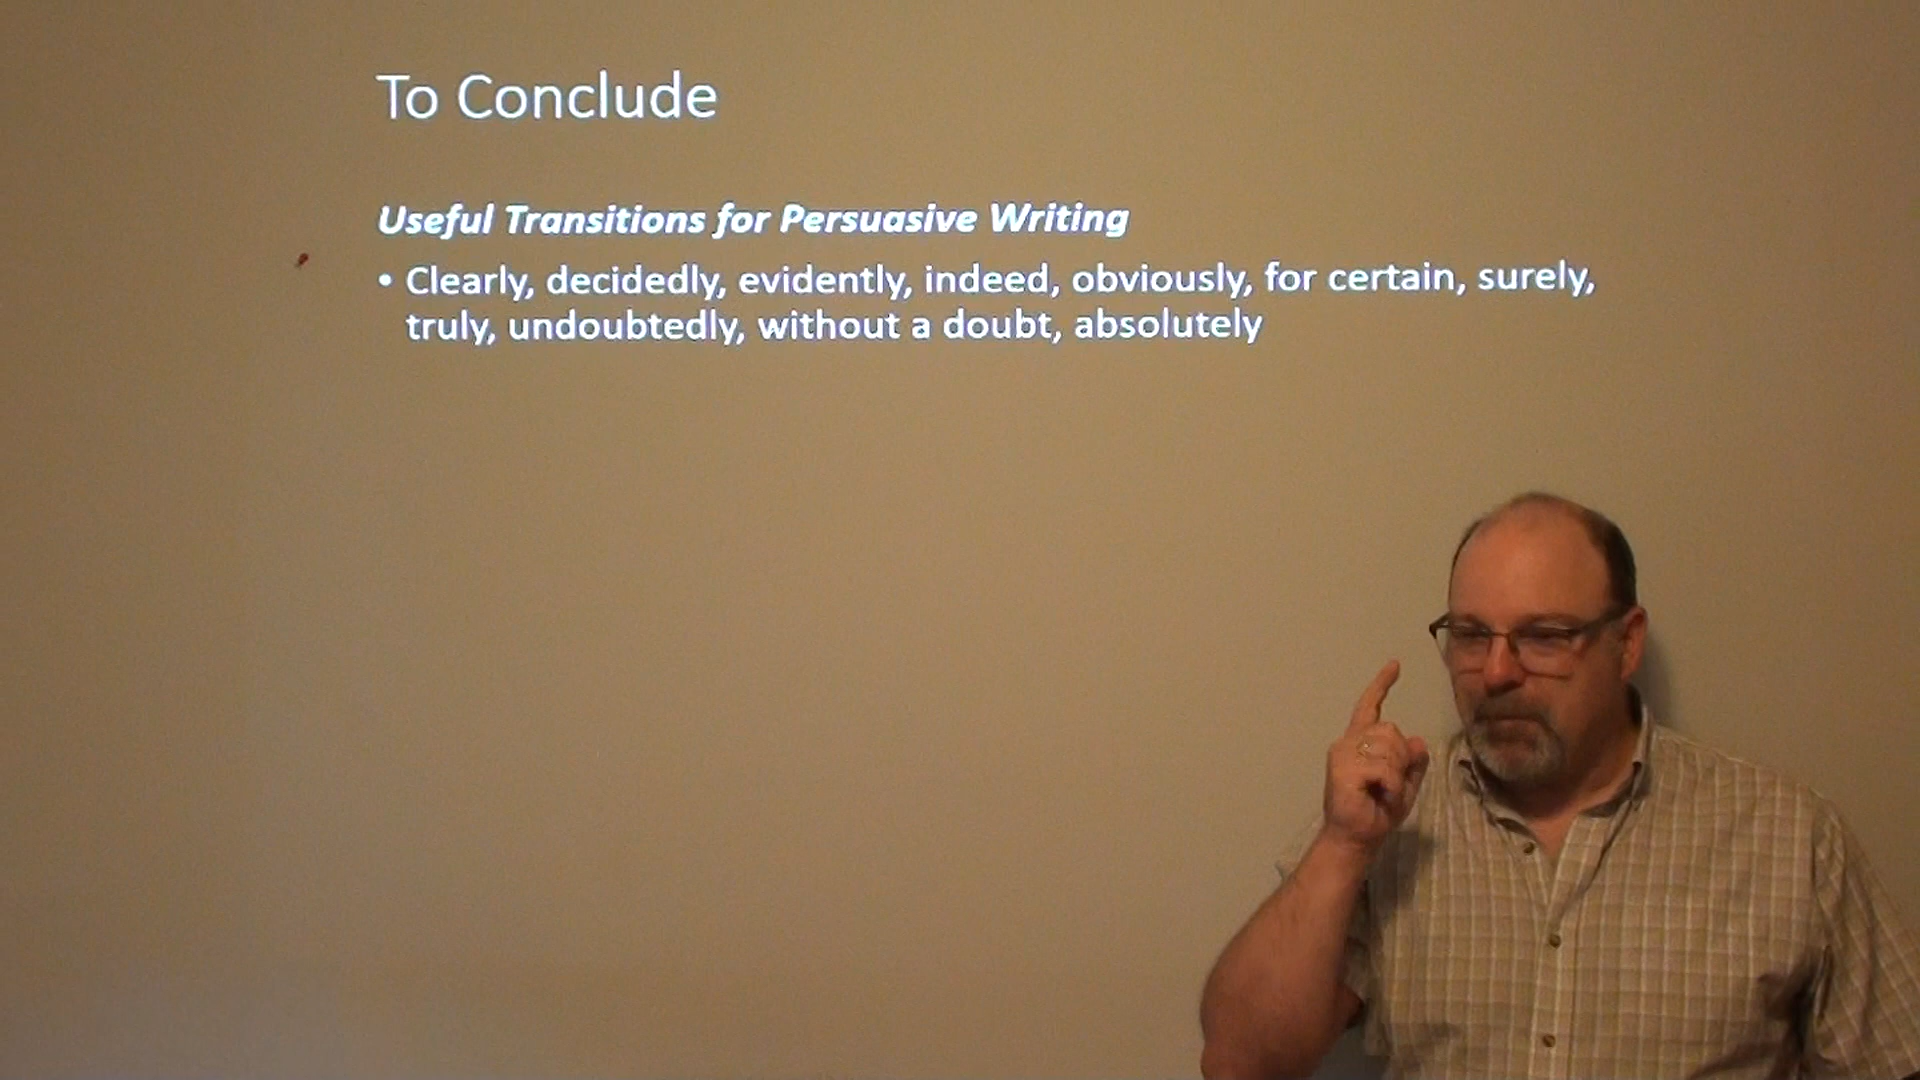 To Conclude
Useful Transitions for Persuasive Writing
• Clearly, decidedly, evidently, indeed, obviously, for certain, surely,
truly, undoubtedly, without a doubt, absolutely